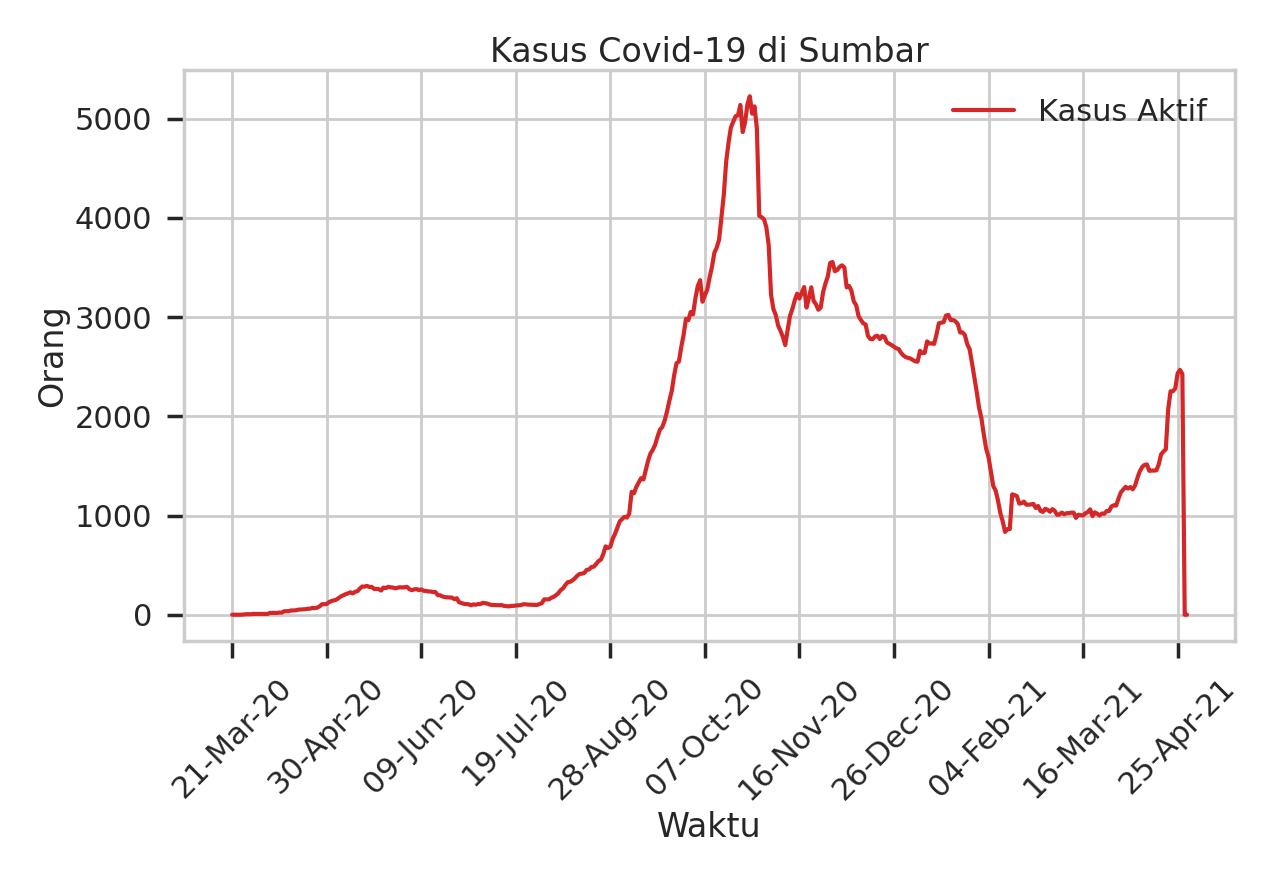 Kasus Covid-19 di Sumbar
Kasus Aktif
Orang
5000
4000
3000
2000
1000
0
21-Mar-20
30-Apr-20
09-Jun-20
19-Jul-20
28-Aug-20
07-Oct-20
16-Nov-20
26-Dec-20
04-Feb-21
16-Mar-21
25-Apr-21
Waktu